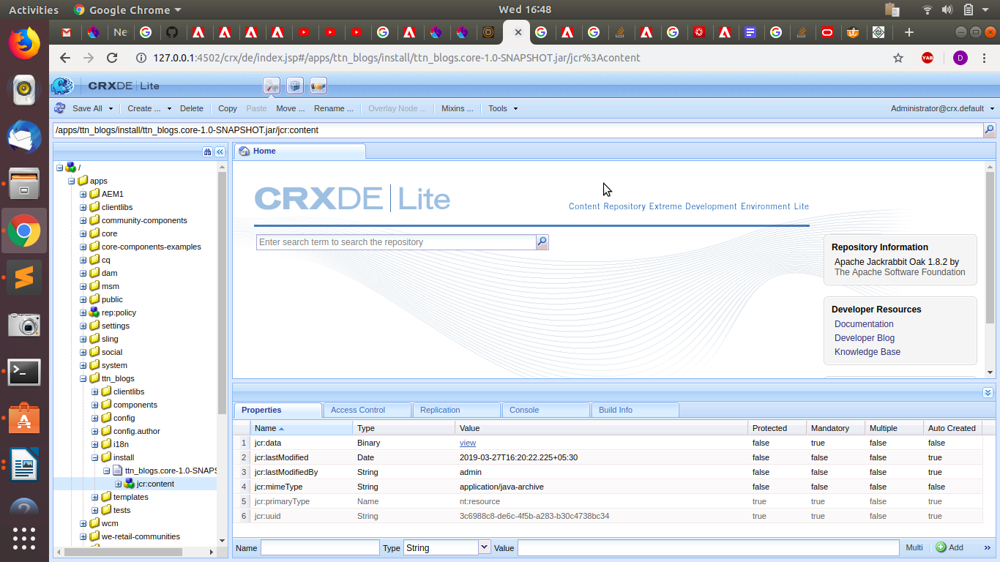 Activities Google Chrome Wed 16:48
Ne
127.0.0.1:4502/crx/de/index.jsp#/apps/ttn_blogs/install/ttn_blogs.core-1.0-SNAPSHOT.jar/jcr%3Acontent YAB D
CRXDE | Lite
Save All Create ... Delete Copy Paste Move ... Rename ... Overlay Node ... Mixins ... Tools Administrator@crx.default
/apps/ttn_blogs/install/ttn_blogs.core-1.0-SNAPSHOT.jar/jcr:content
/
apps
AEM1
clientlibs
community-components
core
core-components-examples
cq
dam
msm
public
rep:policy
settings
sling
social
system
ttn_blogs
clientlibs
components
config
config.author
i18n
install
ttn_blogs.core-1.0-SNAPS
jcr:content
templates
tests
wcm
we-retail-communities
Home
CRXDE | Lite
Content Repository Extreme Development Environment Lite
Enter search term to search the repository
Repository Information
Apache Jackrabbit Oak 1.8.2 by
The Apache Software Foundation
Developer Resources
Documentation
Developer Blog
Knowledge Base
Properties Access Control Replication Console Build Info
Name Type Value Protected Mandatory Multiple Auto Created
1 jcr:data Binary view false true false false
2 jcr:lastModified Date 2019-03-27T16:20:22.225+05:30 false false false true
3 jcr:lastModifiedBy String admin false false false true
4 jcr:mimeType String application/java-archive false false false false
5 jcr:primaryType Name nt:resource true true false true
6 jcr:uuid String 3c6988c8-de6c-4f5b-a283-b30c4738bc34 true true false true
Name Type String Value Multi Add »